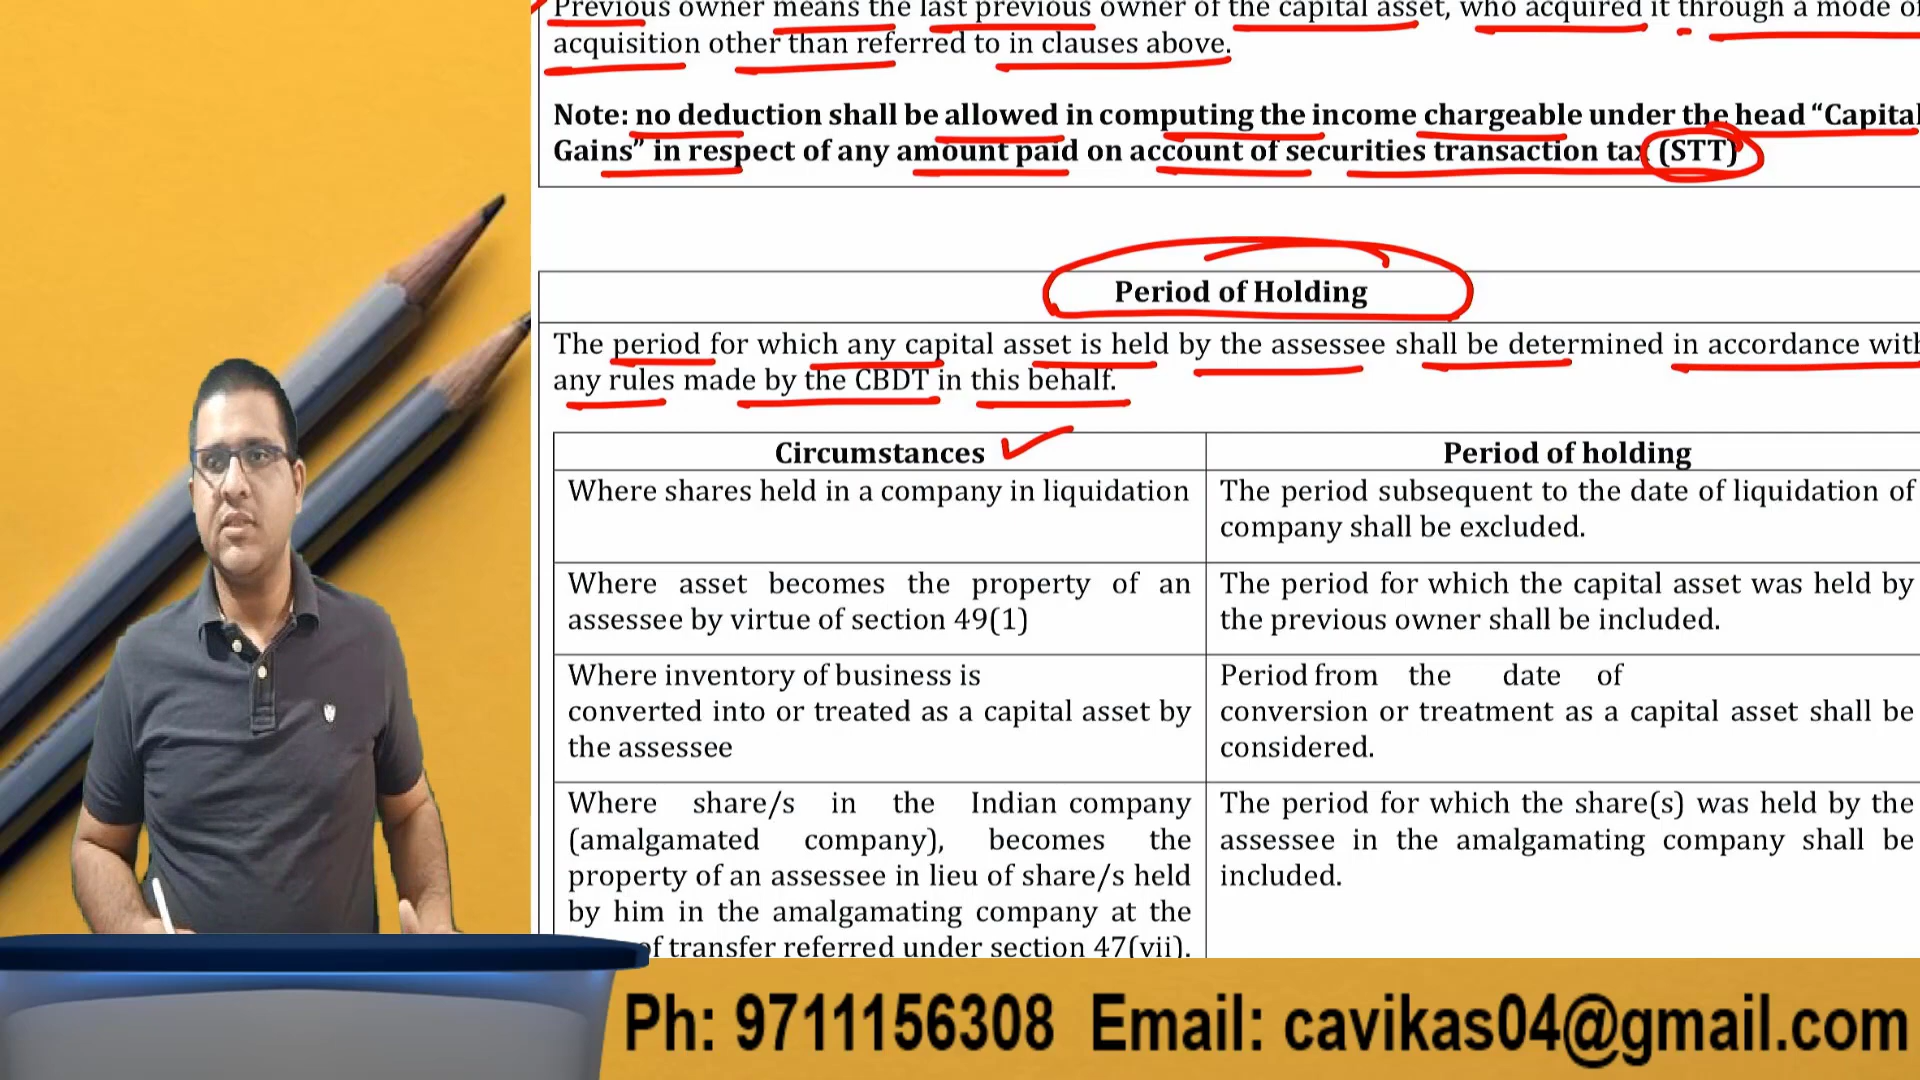 Previous owner means the last previous owner of the capital asset, who acquired it through a mode of
acquisition other than referred to in clauses above.
Note: no deduction shall be allowed in computing the income chargeable under the head “Capital
Gains” in respect of any amount paid on account of securities transaction tax (STT)
Period of Holding
The period for which any capital asset is held by the assessee shall be determined in accordance with
any rules made by the CBDT in this behalf.
Circumstances
Period of holding
Where shares held in a company in liquidation
The period subsequent to the date of liquidation of
company shall be excluded.
Where asset becomes the property of an
assessee by virtue of section 49(1)
The period for which the capital asset was held by
the previous owner shall be included.
Where inventory of business is
converted into or treated as a capital asset by
the assessee
Period from the date of
conversion or treatment as a capital asset shall be
considered.
Where share/s in the Indian company
(amalgamated company), becomes the
property of an assessee in lieu of share/s held
by him in the amalgamating company at the
of transfer referred under section 47(vii).
The period for which the share(s) was held by the
assessee in the amalgamating company shall be
included.
Ph: 9711156308 Email: cavikas04@gmail.com